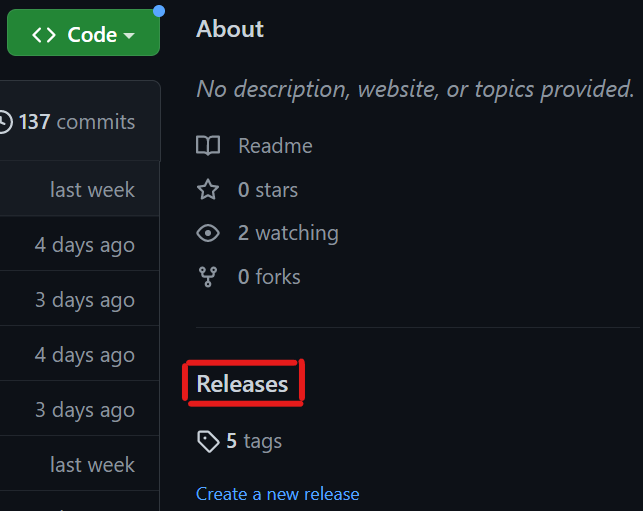 Code
137 commits
last week
4 days ago
3 days ago
4 days ago
3 days ago
last week
About
No description, website, or topics provided.
Readme
0 stars
2 watching
0 forks
Releases
5 tags
Create a new release